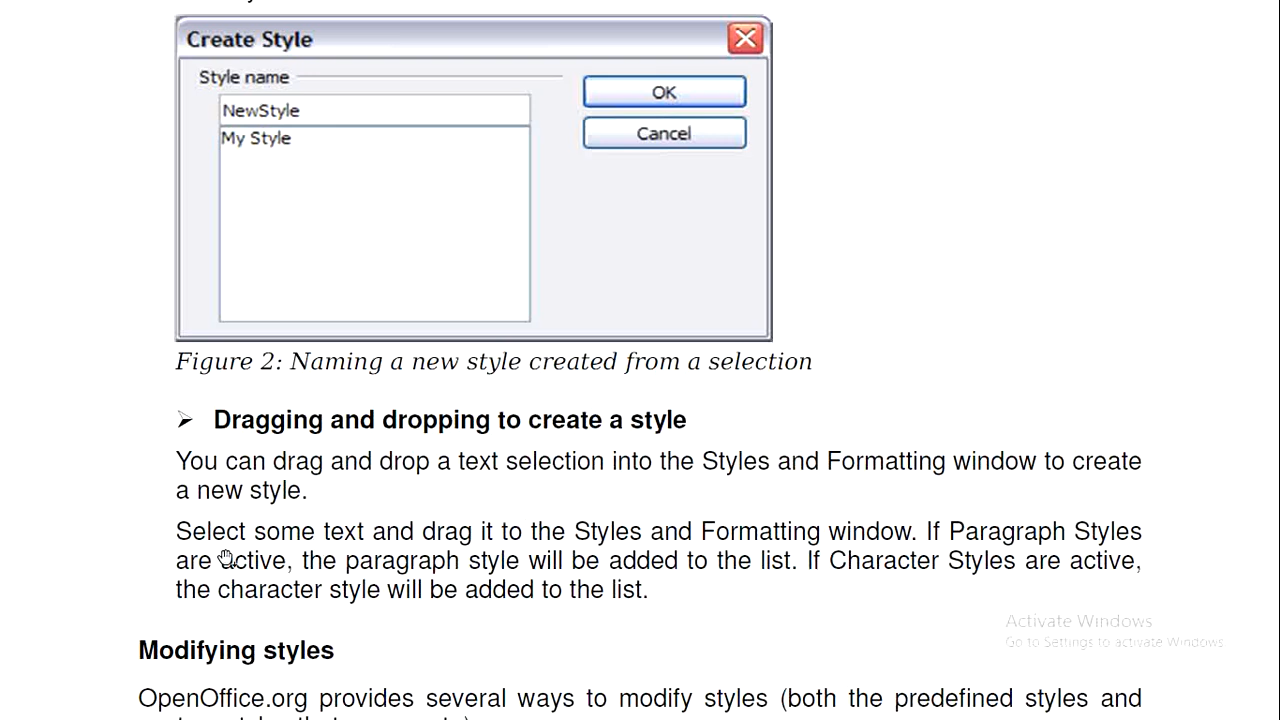 Create Style
Style name
OK
NewStyle
Cancel
My Style
Figure 2: Naming a new style created from a selection
➢ Dragging and dropping to create a style
You can drag and drop a text selection into the Styles and Formatting window to create
a new style.
Select some text and drag it to the Styles and Formatting window. If Paragraph Styles
are active, the paragraph style will be added to the list. If Character Styles are active,
the character style will be added to the list.
Activate Windows
Go to Settings to activate Windows.
Modifying styles
OpenOffice.org provides several ways to modify styles (both the predefined styles and